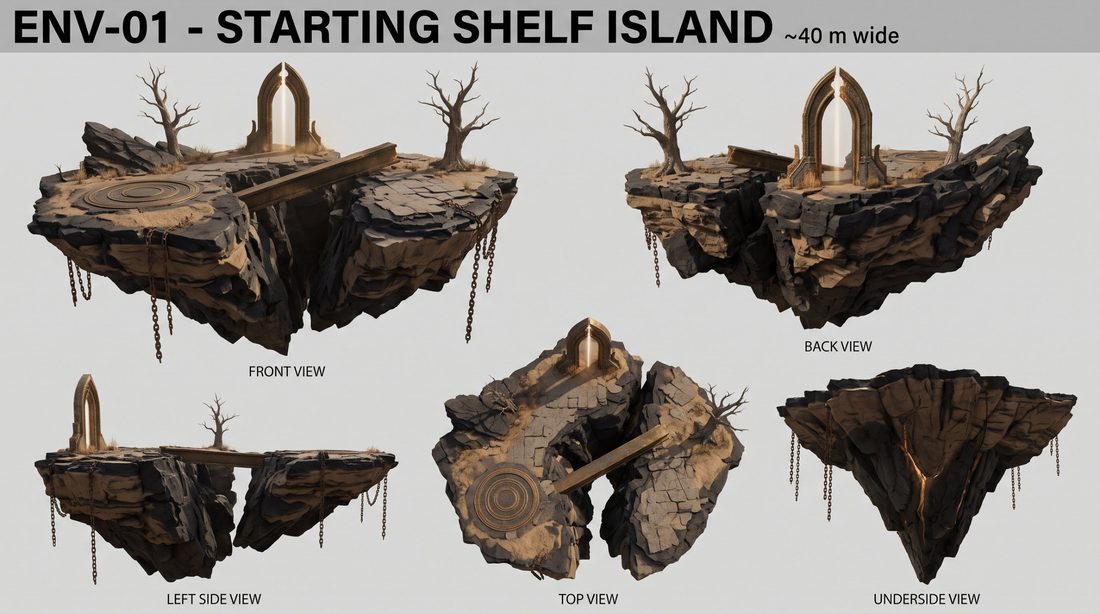 ENV-01 - STARTING SHELF ISLAND ~40 m wide
FRONT VIEW
BACK VIEW
LEFT SIDE VIEW
TOP VIEW
UNDERSIDE VIEW